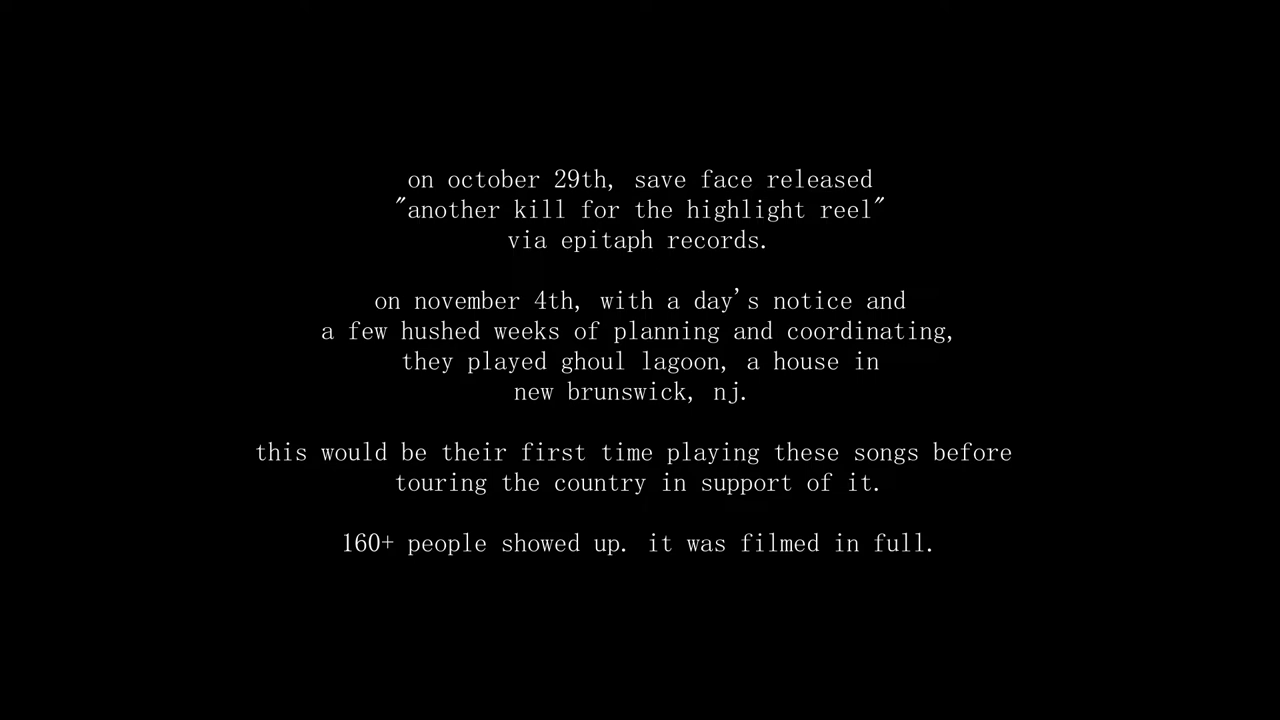 on october 29th, save face released
"another kill for the highlight reel"
via epitaph records.
on november 4th, with a day's notice and
a few hushed weeks of planning and coordinating,
they played ghoul lagoon, a house in
new brunswick, nj.
this would be their first time playing these songs before
touring the country in support of it.
160+ people showed up. it was filmed in full.